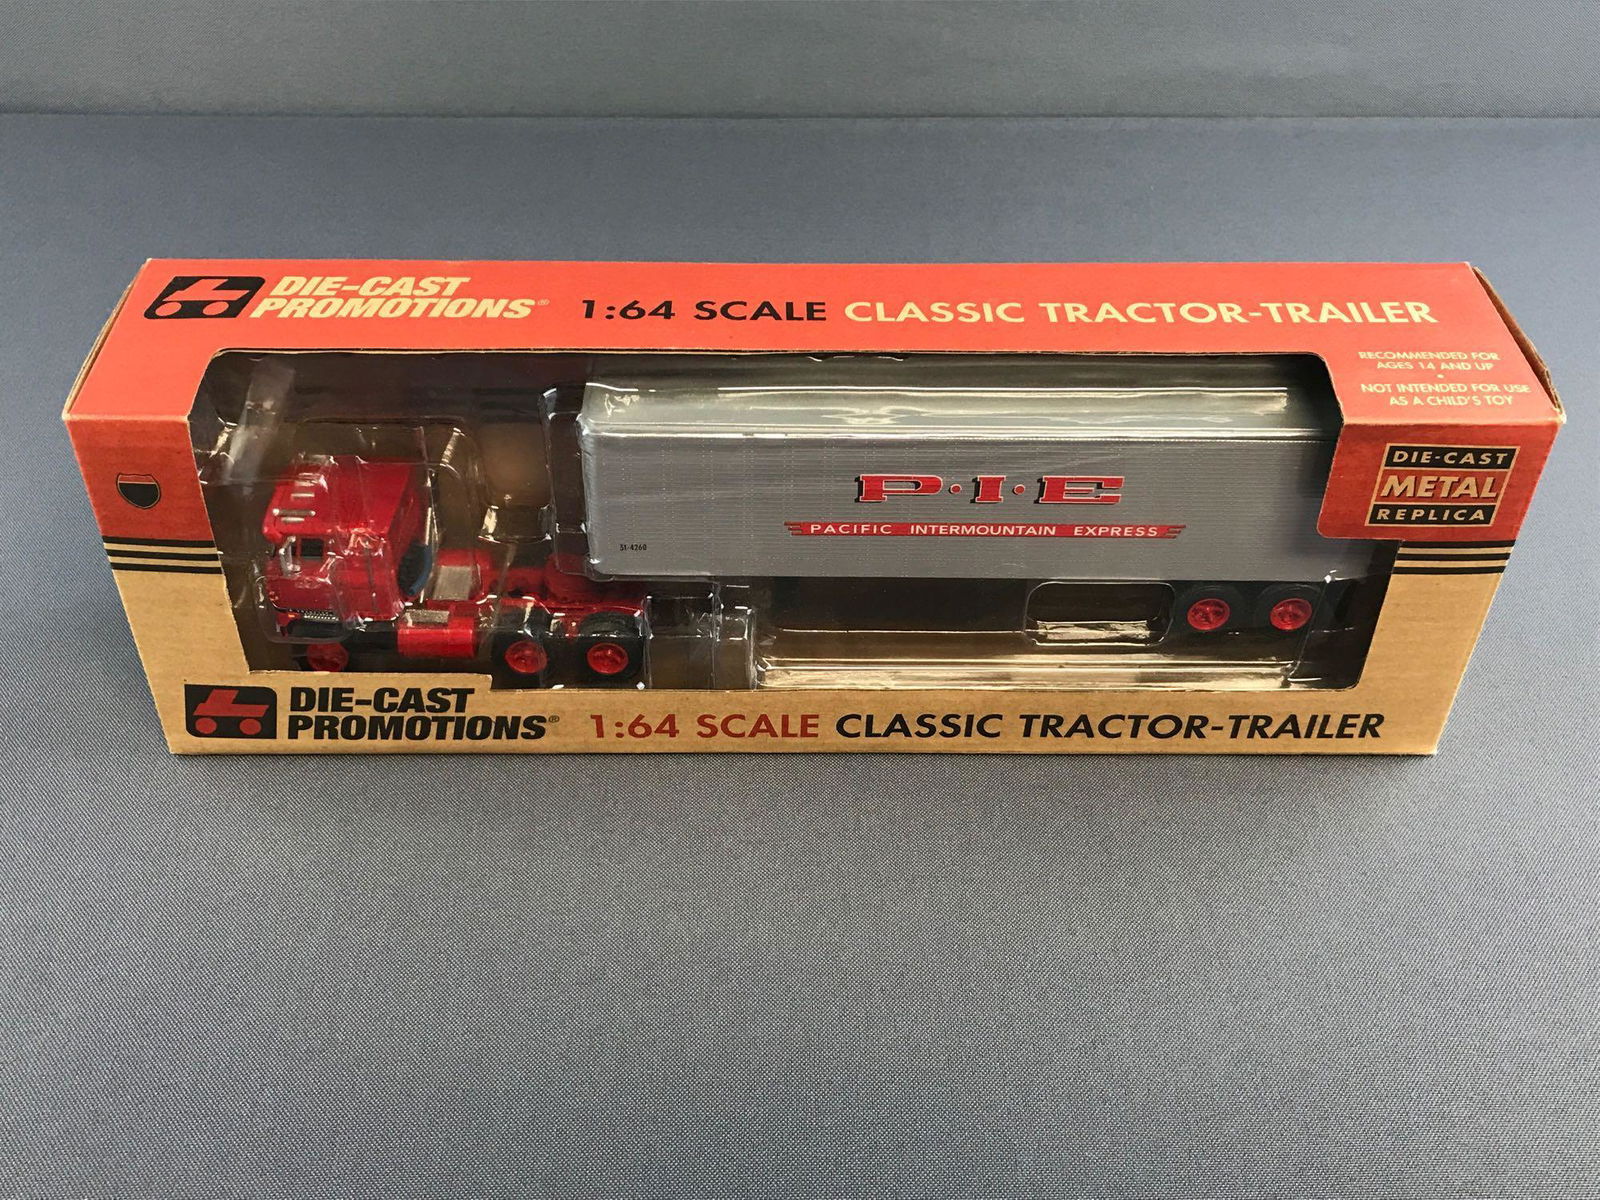 DIE-CAST
PROMOTIONS®
1:64 SCALE CLASSIC TRACTOR-TRAILER
RECOMMENDED FOR
AGES 14 AND UP
•
NOT INTENDED FOR USE
AS A CHILD'S TOY
DIE-CAST
METAL
REPLICA
P·I·E
PACIFIC INTERMOUNTAIN EXPRESS
31-4260
DIE-CAST
PROMOTIONS®
1:64 SCALE CLASSIC TRACTOR-TRAILER